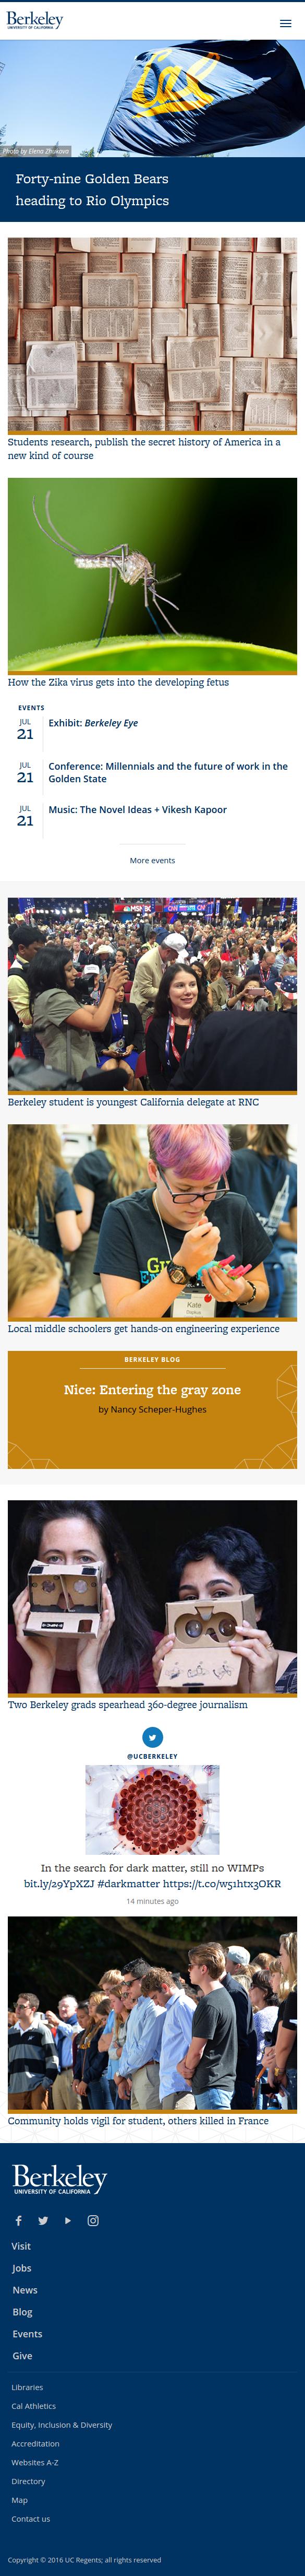 Berkeley
UNIVERSITY OF CALIFORNIA
Photo by Elena Zhukova
Forty-nine Golden Bears
heading to Rio Olympics
Students research, publish the secret history of America in a
new kind of course
How the Zika virus gets into the developing fetus
EVENTS
JUL
21
Exhibit: Berkeley Eye
JUL
21
Conference: Millennials and the future of work in the
Golden State
JUL
21
Music: The Novel Ideas + Vikesh Kapoor
More events
Berkeley student is youngest California delegate at RNC
Kate
Local middle schoolers get hands-on engineering experience
BERKELEY BLOG
Nice: Entering the gray zone
by Nancy Scheper-Hughes
Two Berkeley grads spearhead 360-degree journalism
@UCBERKELEY
In the search for dark matter, still no WIMPs
bit.ly/29YpXZJ #darkmatter https://t.co/w51htx3OKR
14 minutes ago
Community holds vigil for student, others killed in France
Berkeley
UNIVERSITY OF CALIFORNIA
Visit
Jobs
News
Blog
Events
Give
Libraries
Cal Athletics
Equity, Inclusion & Diversity
Accreditation
Websites A-Z
Directory
Map
Contact us
Copyright © 2016 UC Regents; all rights reserved